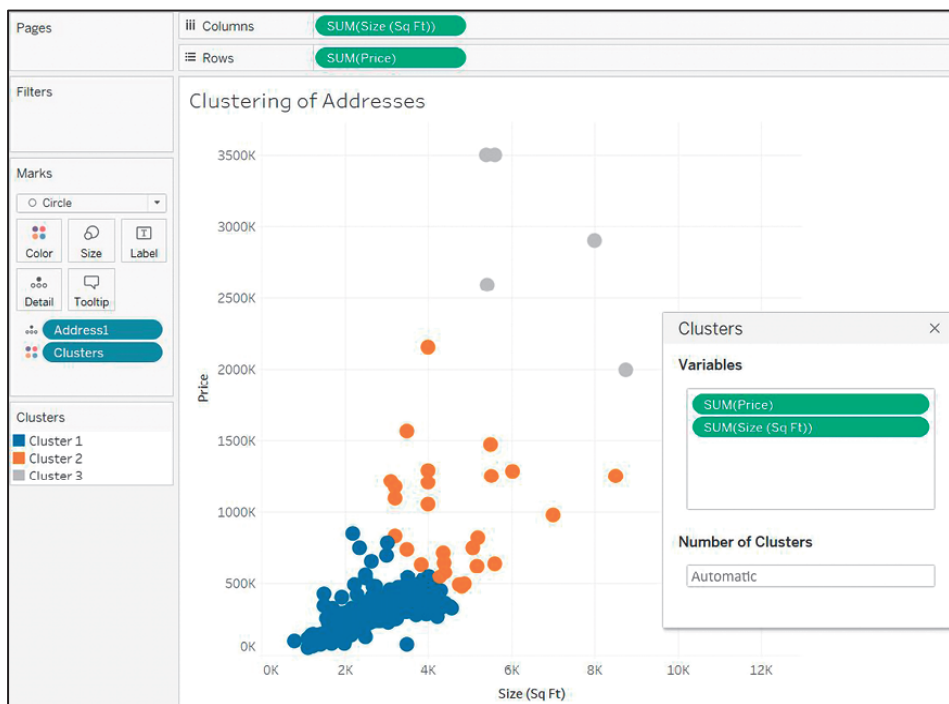 Pages
Columns
SUM(Size (Sq Ft))
Rows
SUM(Price)
Filters
Marks
Circle
Color
Size
Label
Detail
Tooltip
Address1
Clusters
Clusters
Cluster 1
Cluster 2
Cluster 3
Clustering of Addresses
3500K
3000K
2500K
2000K
1500K
1000K
500K
0K
Price
0K
2K
4K
6K
8K
10K
12K
Size (Sq Ft)
Clusters
Variables
SUM(Price)
SUM(Size (Sq Ft))
Number of Clusters
Automatic